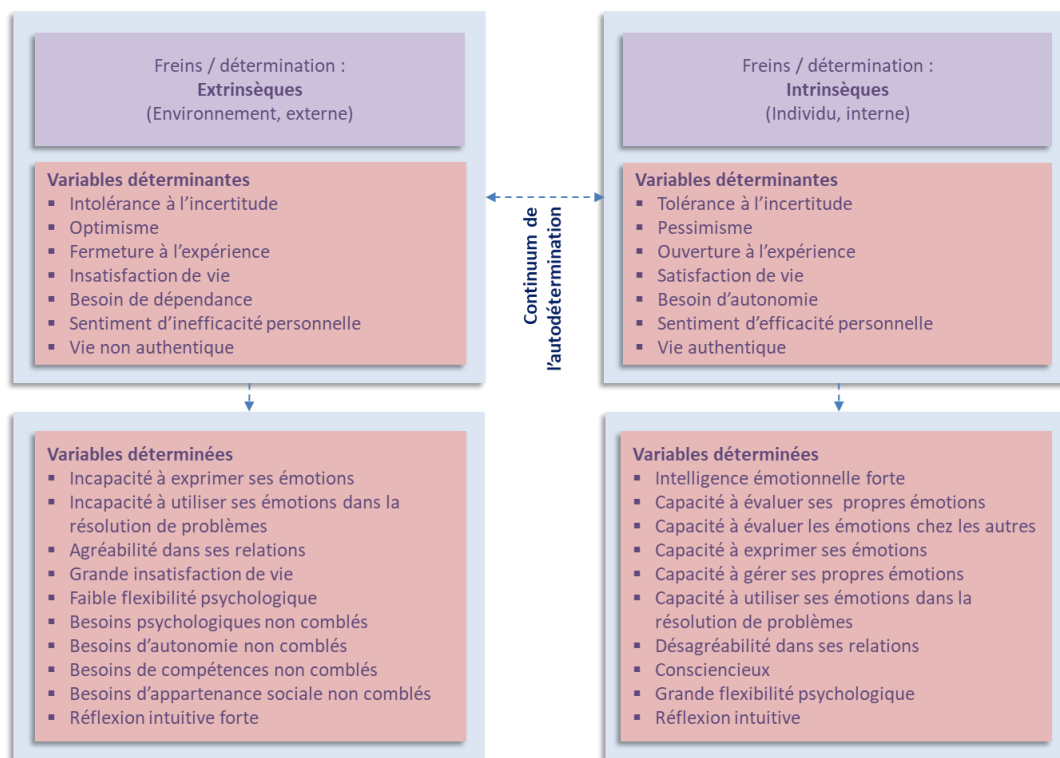 Freins / détermination :
Extrinsèques
(Environnement, externe)
Variables déterminantes
▪ Intolérance à l'incertitude
▪ Optimisme
▪ Fermeture à l'expérience
▪ Insatisfaction de vie
▪ Besoin de dépendance
▪ Sentiment d'inefficacité personnelle
▪ Vie non authentique
Continuum de
l'autodétermination
Freins / détermination :
Intrinsèques
(Individu, interne)
Variables déterminantes
▪ Tolérance à l'incertitude
▪ Pessimisme
▪ Ouverture à l'expérience
▪ Satisfaction de vie
▪ Besoin d'autonomie
▪ Sentiment d'efficacité personnelle
▪ Vie authentique
Variables déterminées
▪ Incapacité à exprimer ses émotions
▪ Incapacité à utiliser ses émotions dans la
résolution de problèmes
▪ Agréabilité dans ses relations
▪ Grande insatisfaction de vie
▪ Faible flexibilité psychologique
▪ Besoins psychologiques non comblés
▪ Besoins d'autonomie non comblés
▪ Besoins de compétences non comblés
▪ Besoins d'appartenance sociale non comblés
▪ Réflexion intuitive forte
Variables déterminées
▪ Intelligence émotionnelle forte
▪ Capacité à évaluer ses propres émotions
▪ Capacité à évaluer les émotions chez les autres
▪ Capacité à exprimer ses émotions
▪ Capacité à gérer ses propres émotions
▪ Capacité à utiliser ses émotions dans la
résolution de problèmes
▪ Désagréabilité dans ses relations
▪ Consciencieux
▪ Grande flexibilité psychologique
▪ Réflexion intuitive